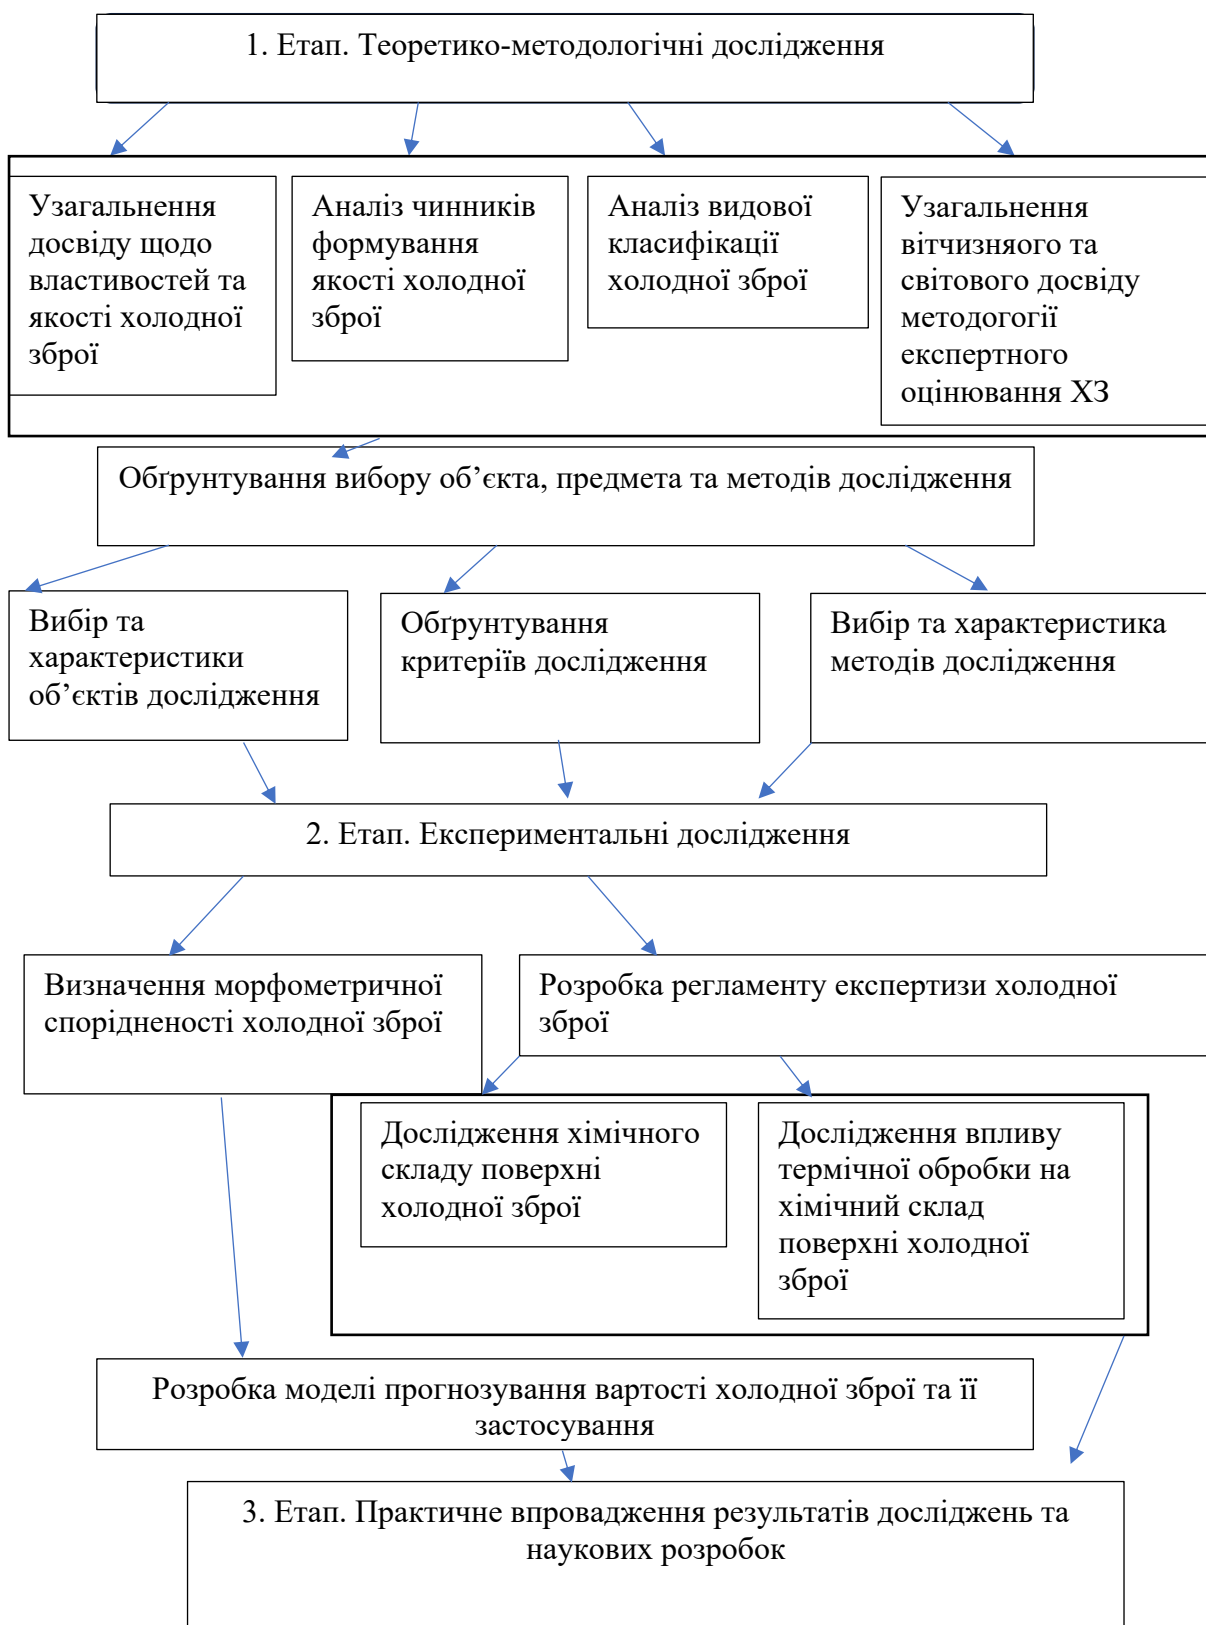 1. Етап. Теоретико-методологічні дослідження
Узагальнення
досвіду щодо
властивостей та
якості холодної
зброї
Аналіз чинників
формування
якості холодної
зброї
Аналіз видової
класифікації
холодної зброї
Узагальнення
вітчизняого та
світового досвіду
методогогії
експертного
оцінювання ХЗ
Обґрунтування вибору об’єкта, предмета та методів дослідження
Вибір та
характеристики
об’єктів дослідження
Обґрунтування
критеріїв дослідження
Вибір та характеристика
методів дослідження
2. Етап. Експериментальні дослідження
Визначення морфометричної
спорідненості холодної зброї
Розробка регламенту експертизи холодної
зброї
Дослідження хімічного
складу поверхні
холодної зброї
Дослідження впливу
термічної обробки на
хімічний склад
поверхні холодної
зброї
Розробка моделі прогнозування вартості холодної зброї та її
застосування
3. Етап. Практичне впровадження результатів досліджень та
наукових розробок